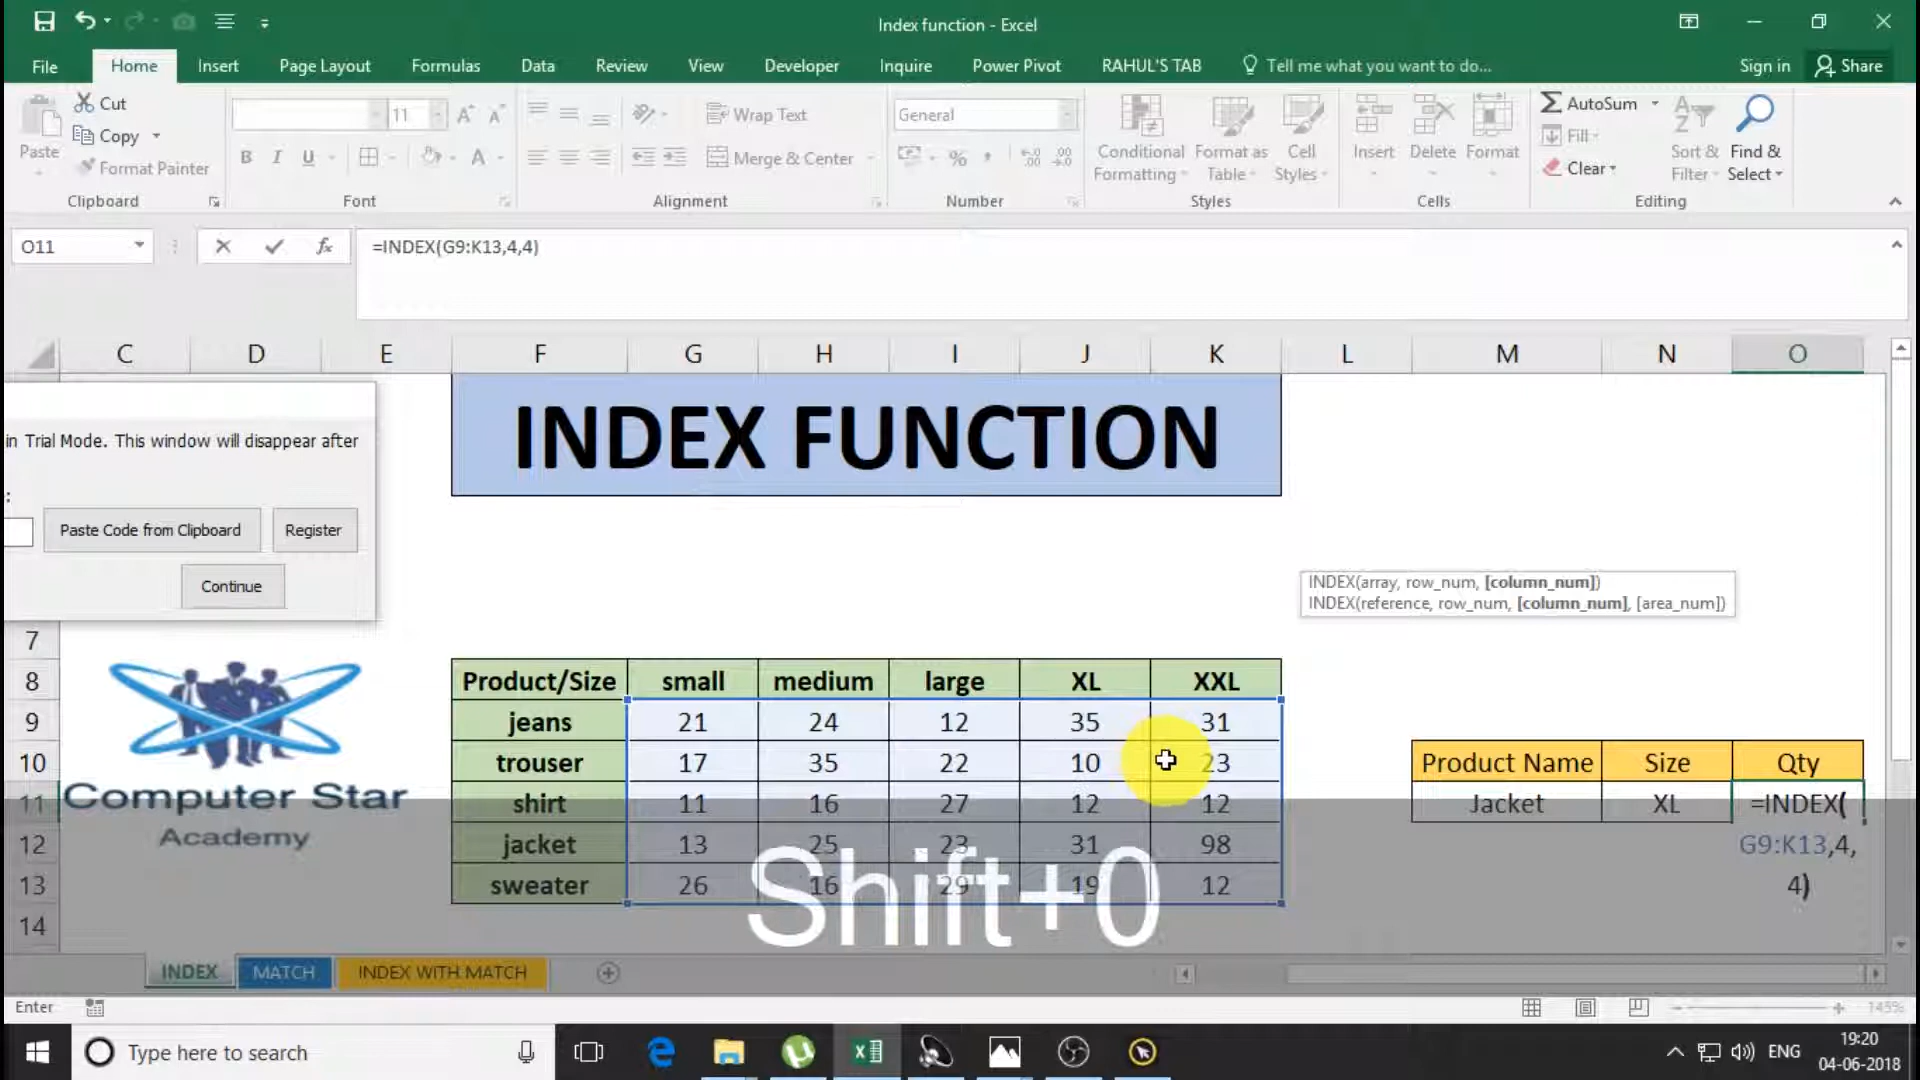 Index function - Excel
File Home Insert Page Layout Formulas Data Review View Developer Inquire Power Pivot RAHUL'S TAB Tell me what you want to do... Sign in Share
Cut
Copy
Format Painter
Paste
Clipboard
11
B I U
Font
Wrap Text
Merge & Center
Alignment
General
%
Number
Conditional Formatting
Format as Table
Cell Styles
Styles
Insert Delete Format
Cells
AutoSum
Fill
Clear
Sort & Filter
Find & Select
Editing
O11
fx
=INDEX(G9:K13,4,4)
C D E F G H I J K L M N O
INDEX FUNCTION
in Trial Mode. This window will disappear after
:
Paste Code from Clipboard
Register
Continue
INDEX(array, row_num, [column_num])
INDEX(reference, row_num, [column_num], [area_num])
7
8 Product/Size small medium large XL XXL
9 jeans 21 24 12 35 31
10 trouser 17 35 22 10 23 Product Name Size Qty
11 shirt 11 16 27 12 12 Jacket XL =INDEX(
12 jacket 13 25 23 31 98 G9:K13,4,
13 sweater 26 16 29 19 12 4)
14
Computer Star
Academy
Shift+0
INDEX MATCH INDEX WITH MATCH
Enter
145%
Type here to search
ENG
19:20
04-06-2018